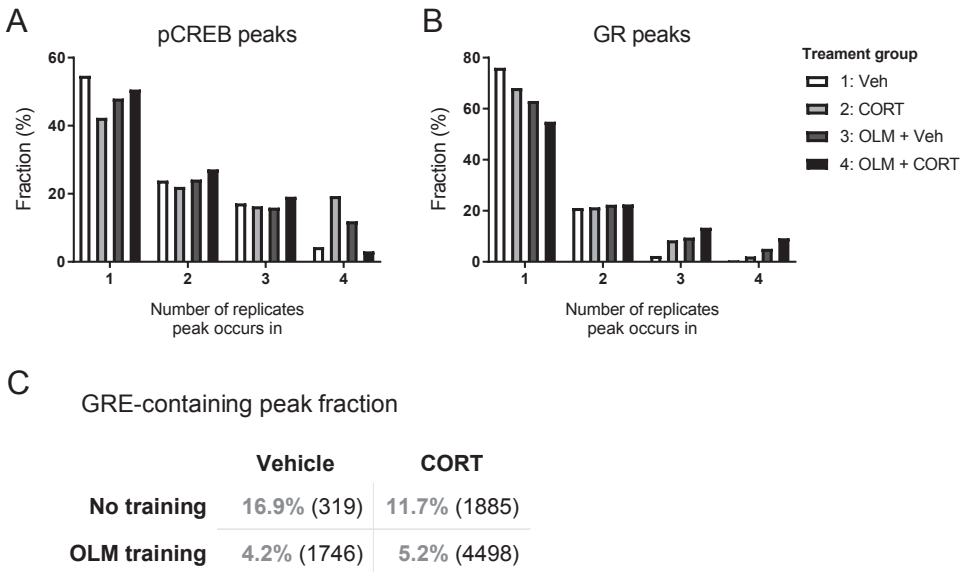 A
pCREB peaks
Fraction (%)
60
40
20
0
1 2 3 4
Number of replicates
peak occurs in
B
GR peaks
Fraction (%)
80
60
40
20
0
1 2 3 4
Number of replicates
peak occurs in
Treament group
1: Veh
2: CORT
3: OLM + Veh
4: OLM + CORT
C
GRE-containing peak fraction
Vehicle CORT
No training 16.9% (319) 11.7% (1885)
OLM training 4.2% (1746) 5.2% (4498)